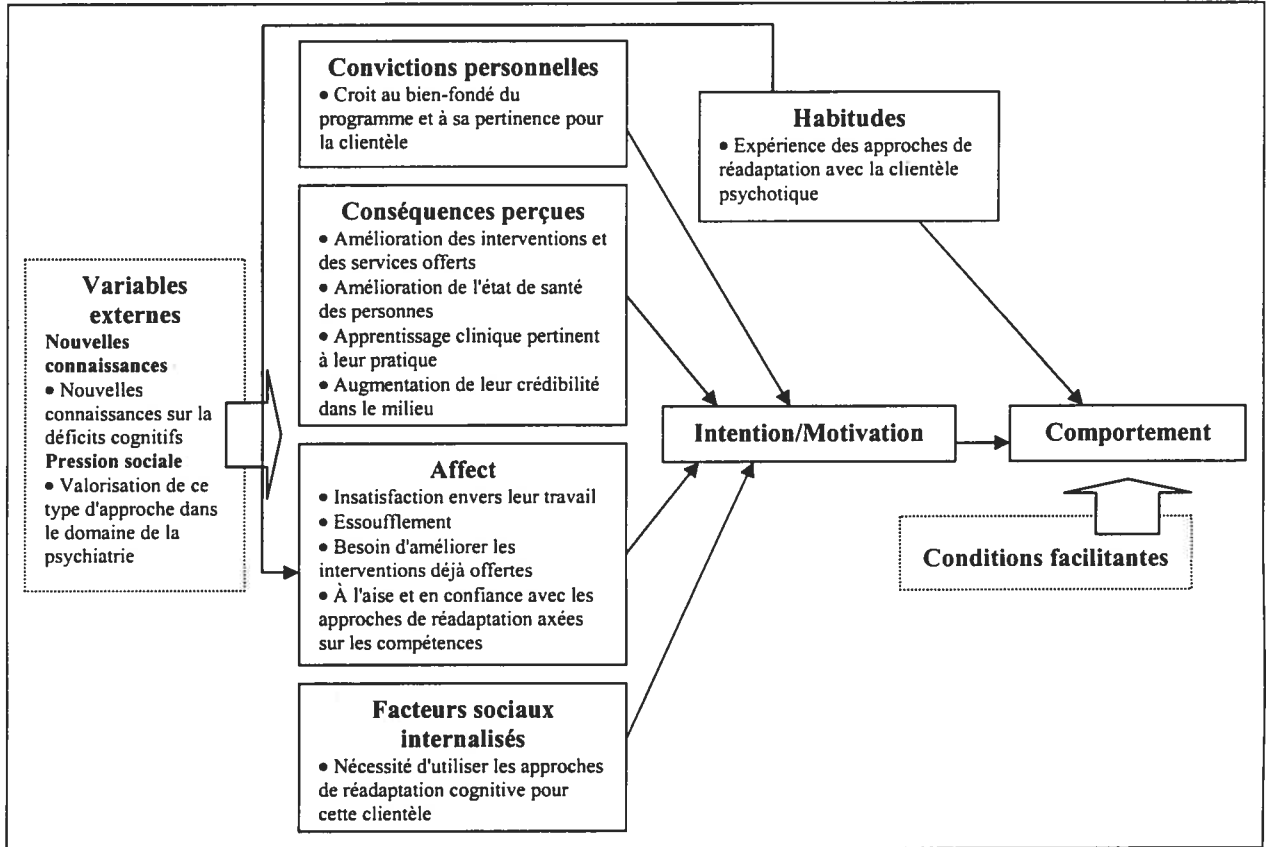 Convictions personnelles
• Croit au bien-fondé du
programme et à sa pertinence pour
la clientèle
Habitudes
• Expérience des approches de
réadaptation avec la clientèle
psychotique
Conséquences perçues
• Amélioration des interventions et
des services offerts
• Amélioration de l'état de santé
des personnes
• Apprentissage clinique pertinent
à leur pratique
• Augmentation de leur crédibilité
dans le milieu
Variables
externes
Nouvelles
connaissances
• Nouvelles
connaissances sur la
déficits cognitifs
Pression sociale
• Valorisation de ce
type d'approche dans
le domaine de la
psychiatrie
Intention/Motivation
Comportement
Affect
• Insatisfaction envers leur travail
• Essoufflement
• Besoin d'améliorer les
interventions déjà offertes
• À l'aise et en confiance avec les
approches de réadaptation axées
sur les compétences
Conditions facilitantes
Facteurs sociaux
internalisés
• Nécessité d'utiliser les approches
de réadaptation cognitive pour
cette clientèle